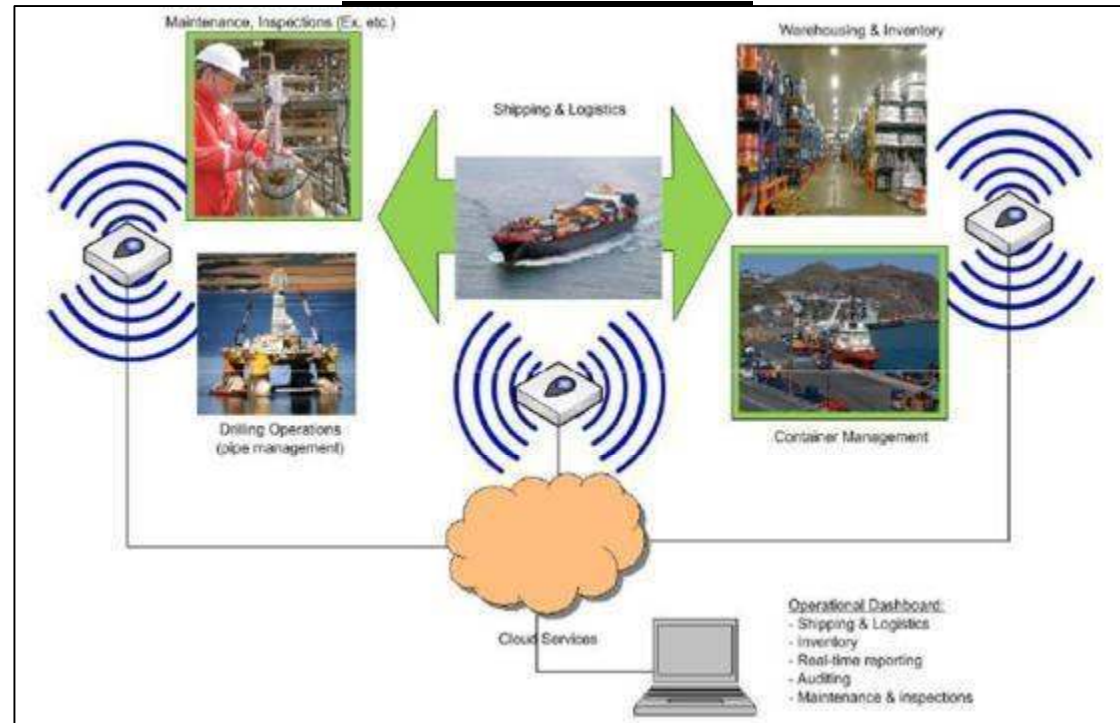 Maintenance, Inspections (Ex. etc.)
Warehousing & Inventory
Shipping & Logistics
Drilling Operations
(pipe management)
Container Management
Cloud Services
Operational Dashboard:
- Shipping & Logistics
- Inventory
- Real-time reporting
- Auditing
- Maintenance & inspections